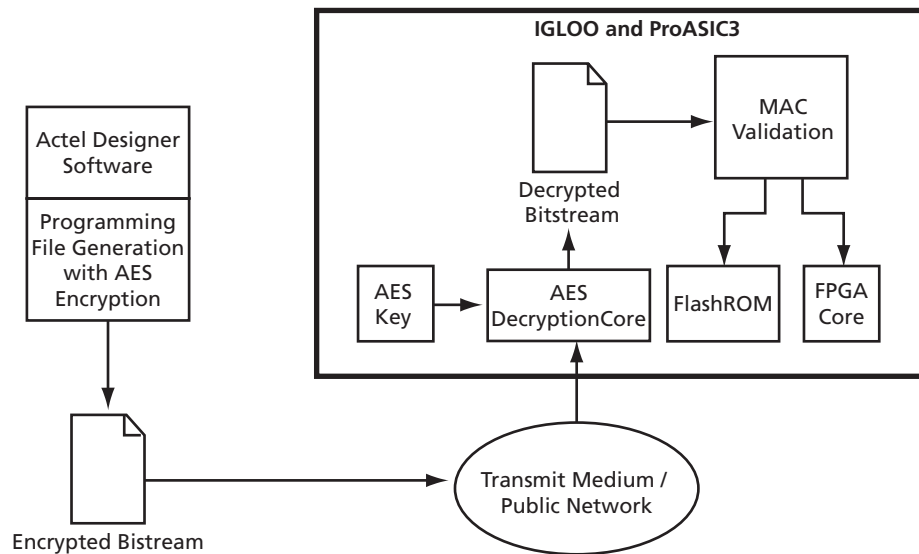 IGLOO and ProASIC3
Actel Designer
Software
Programming
File Generation
with AES
Encryption
MAC
Validation
Decrypted
Bitstream
AES
Key
AES
DecryptionCore
FlashROM
FPGA
Core
Transmit Medium /
Public Network
Encrypted Bistream